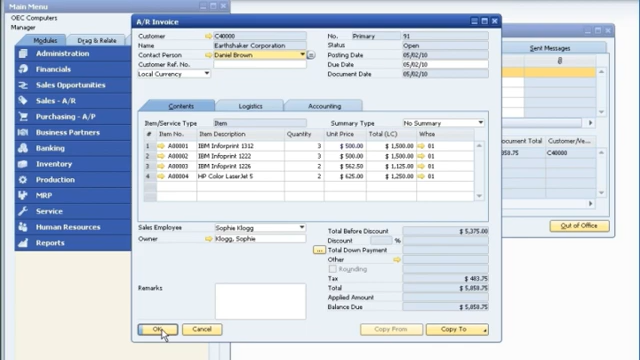 Main Menu
OEC Computers
Manager
Modules
Drag & Relate
Administration
Financials
Sales Opportunities
Sales - A/R
Purchasing - A/P
Business Partners
Banking
Inventory
Production
MRP
Service
Human Resources
Reports
A/R Invoice
Customer C40000 No. Primary 91
Name Earthshaker Corporation Status Open
Contact Person Daniel Brown Posting Date 05/02/10
Customer Ref. No. Due Date 05/02/10
Local Currency Document Date 05/02/10
Contents Logistics Accounting
Item/Service Type Item Summary Type No Summary
# Item No. Item Description Quantity Unit Price Total (LC) Whse
1 A00001 IBM Infoprint 1312 3 $ 500.00 $ 1,500.00 01
2 A00002 IBM Infoprint 1222 3 $ 500.00 $ 1,500.00 01
3 A00003 IBM Infoprint 1226 2 $ 562.50 $ 1,125.00 01
4 A00004 HP Color LaserJet 5 2 $ 625.00 $ 1,250.00 01
Sales Employee Sophie Klogg
Owner Klogg, Sophie
Total Before Discount $ 5,375.00
Discount %
Total Down Payment
Other
Rounding
Tax $ 483.75
Total $ 5,858.75
Applied Amount
Balance Due $ 5,858.75
Remarks
OK Cancel Copy From Copy To
Sent Messages
Document Total Customer/Ve...
C40000
Out of Office